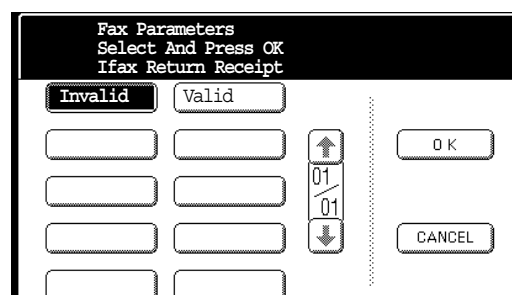 Fax Parameters
Select And Press OK
Ifax Return Receipt
Invalid Valid
OK
01
01
CANCEL